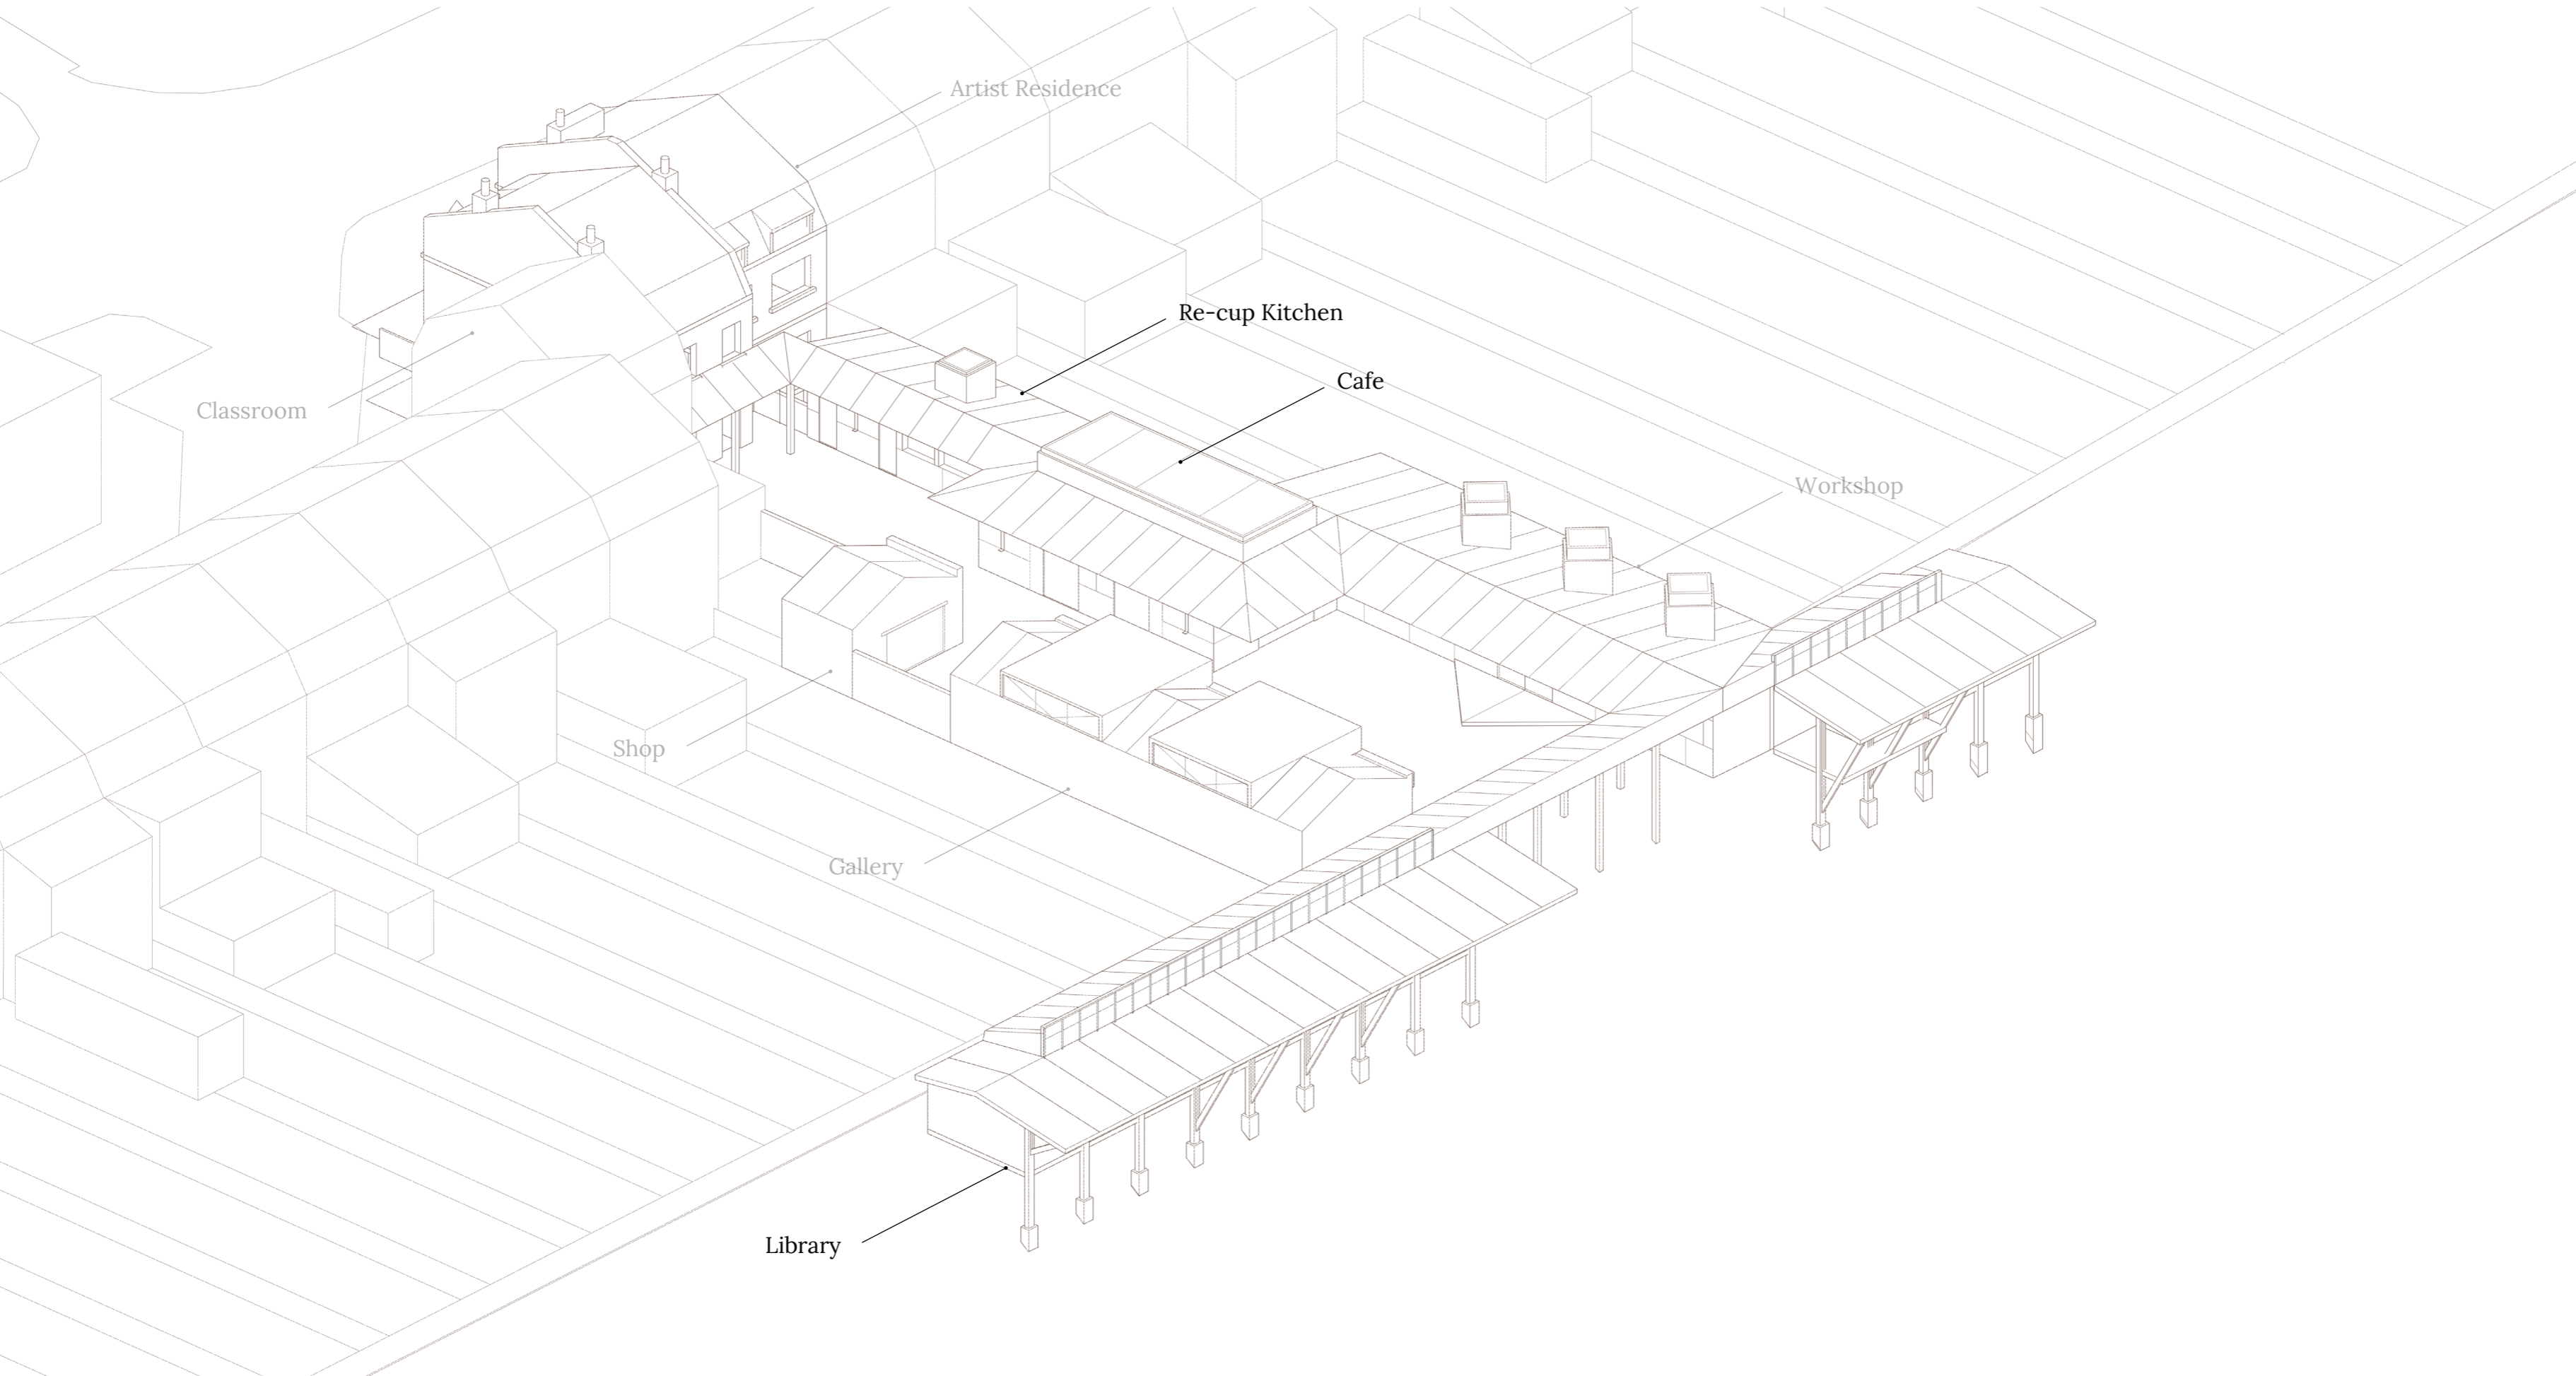 Artist Residence
Re-cup Kitchen
Cafe
Classroom
Workshop
Shop
Gallery
Library